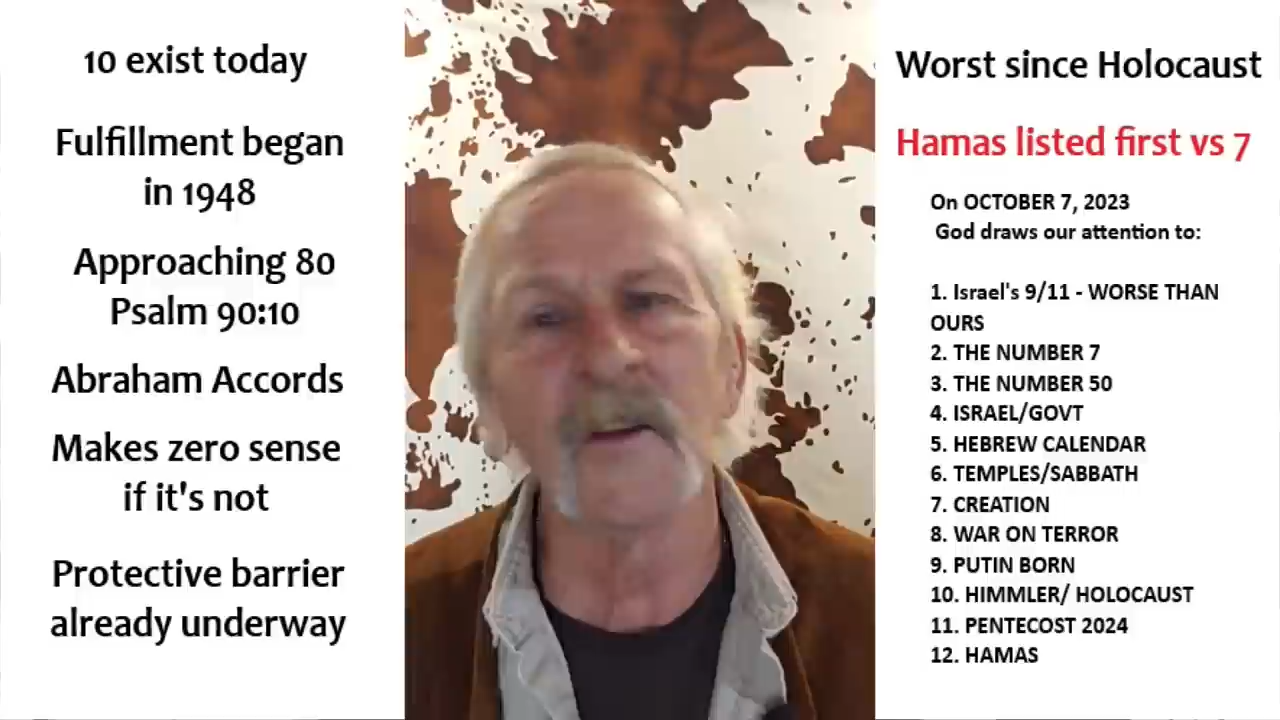 10 exist today
Fulfillment began
in 1948
Approaching 80
Psalm 90:10
Abraham Accords
Makes zero sense
if it's not
Protective barrier
already underway
Worst since Holocaust
Hamas listed first vs 7
On OCTOBER 7, 2023
God draws our attention to:
1. Israel's 9/11 - WORSE THAN
OURS
2. THE NUMBER 7
3. THE NUMBER 50
4. ISRAEL/GOVT
5. HEBREW CALENDAR
6. TEMPLES/SABBATH
7. CREATION
8. WAR ON TERROR
9. PUTIN BORN
10. HIMMLER/ HOLOCAUST
11. PENTECOST 2024
12. HAMAS